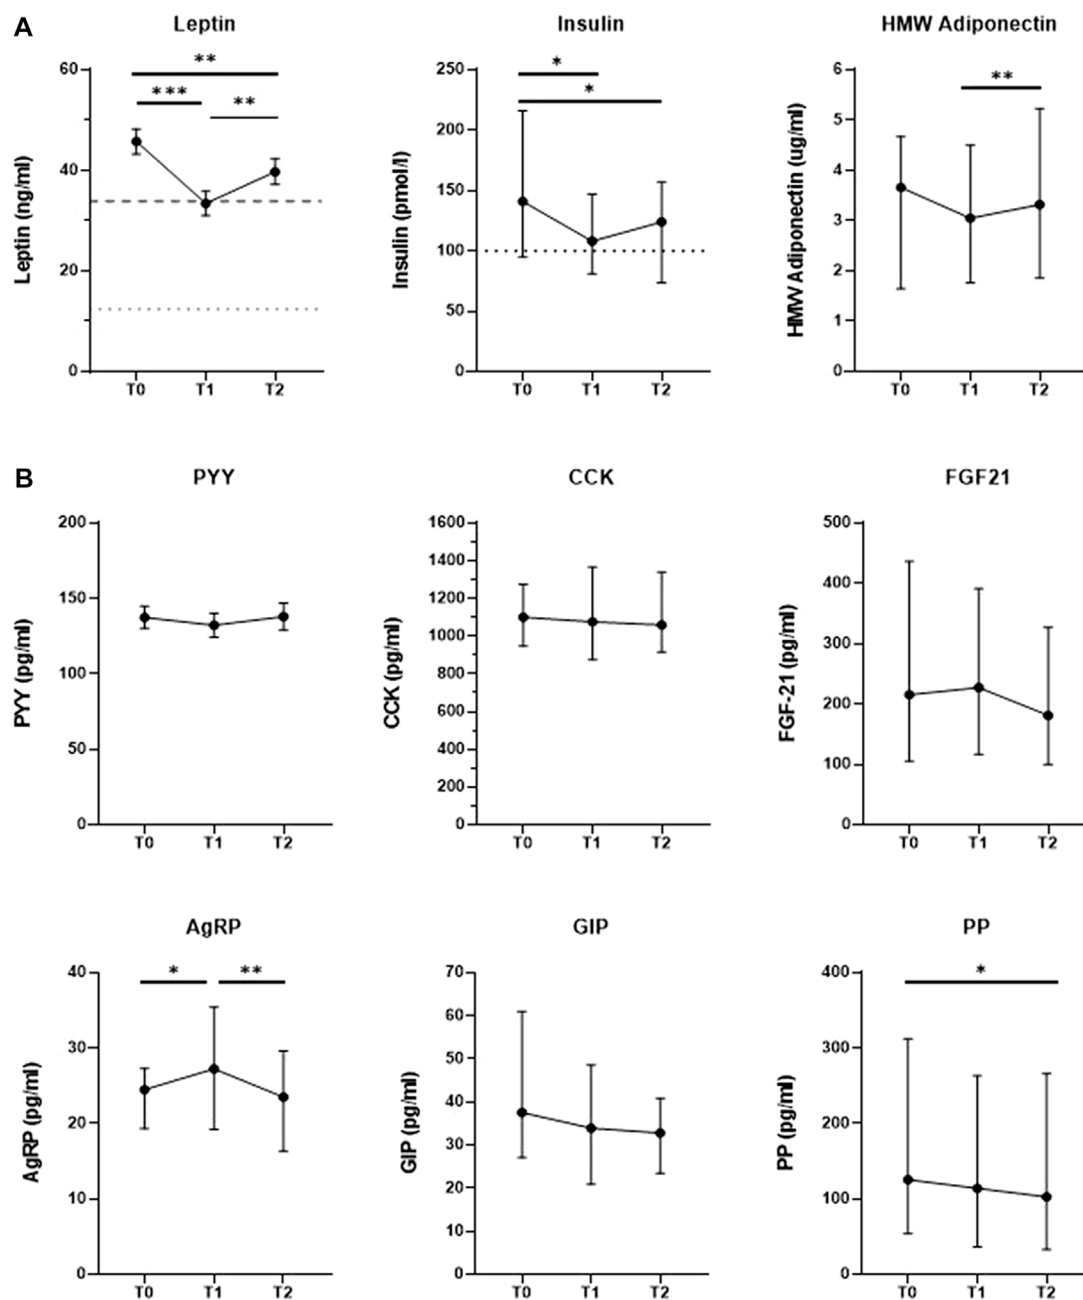 A
Leptin
Insulin
HMW Adiponectin
60
40
20
0
Leptin (ng/ml)
**
***
**
T0
T1
T2
250
200
150
100
50
0
Insulin (pmol/l)
*
*
T0
T1
T2
6
5
4
3
2
1
0
HMW Adiponectin (ug/ml)
**
T0
T1
T2
B
PYY
CCK
FGF21
200
150
100
50
0
PYY (pg/ml)
T0
T1
T2
1600
1400
1200
1000
800
600
400
200
0
CCK (pg/ml)
T0
T1
T2
500
400
300
200
100
0
FGF-21 (pg/ml)
T0
T1
T2
AgRP
GIP
PP
40
30
20
10
0
AgRP (pg/ml)
*
**
T0
T1
T2
70
60
50
40
30
20
10
0
GIP (pg/ml)
T0
T1
T2
400
300
200
100
0
PP (pg/ml)
*
T0
T1
T2